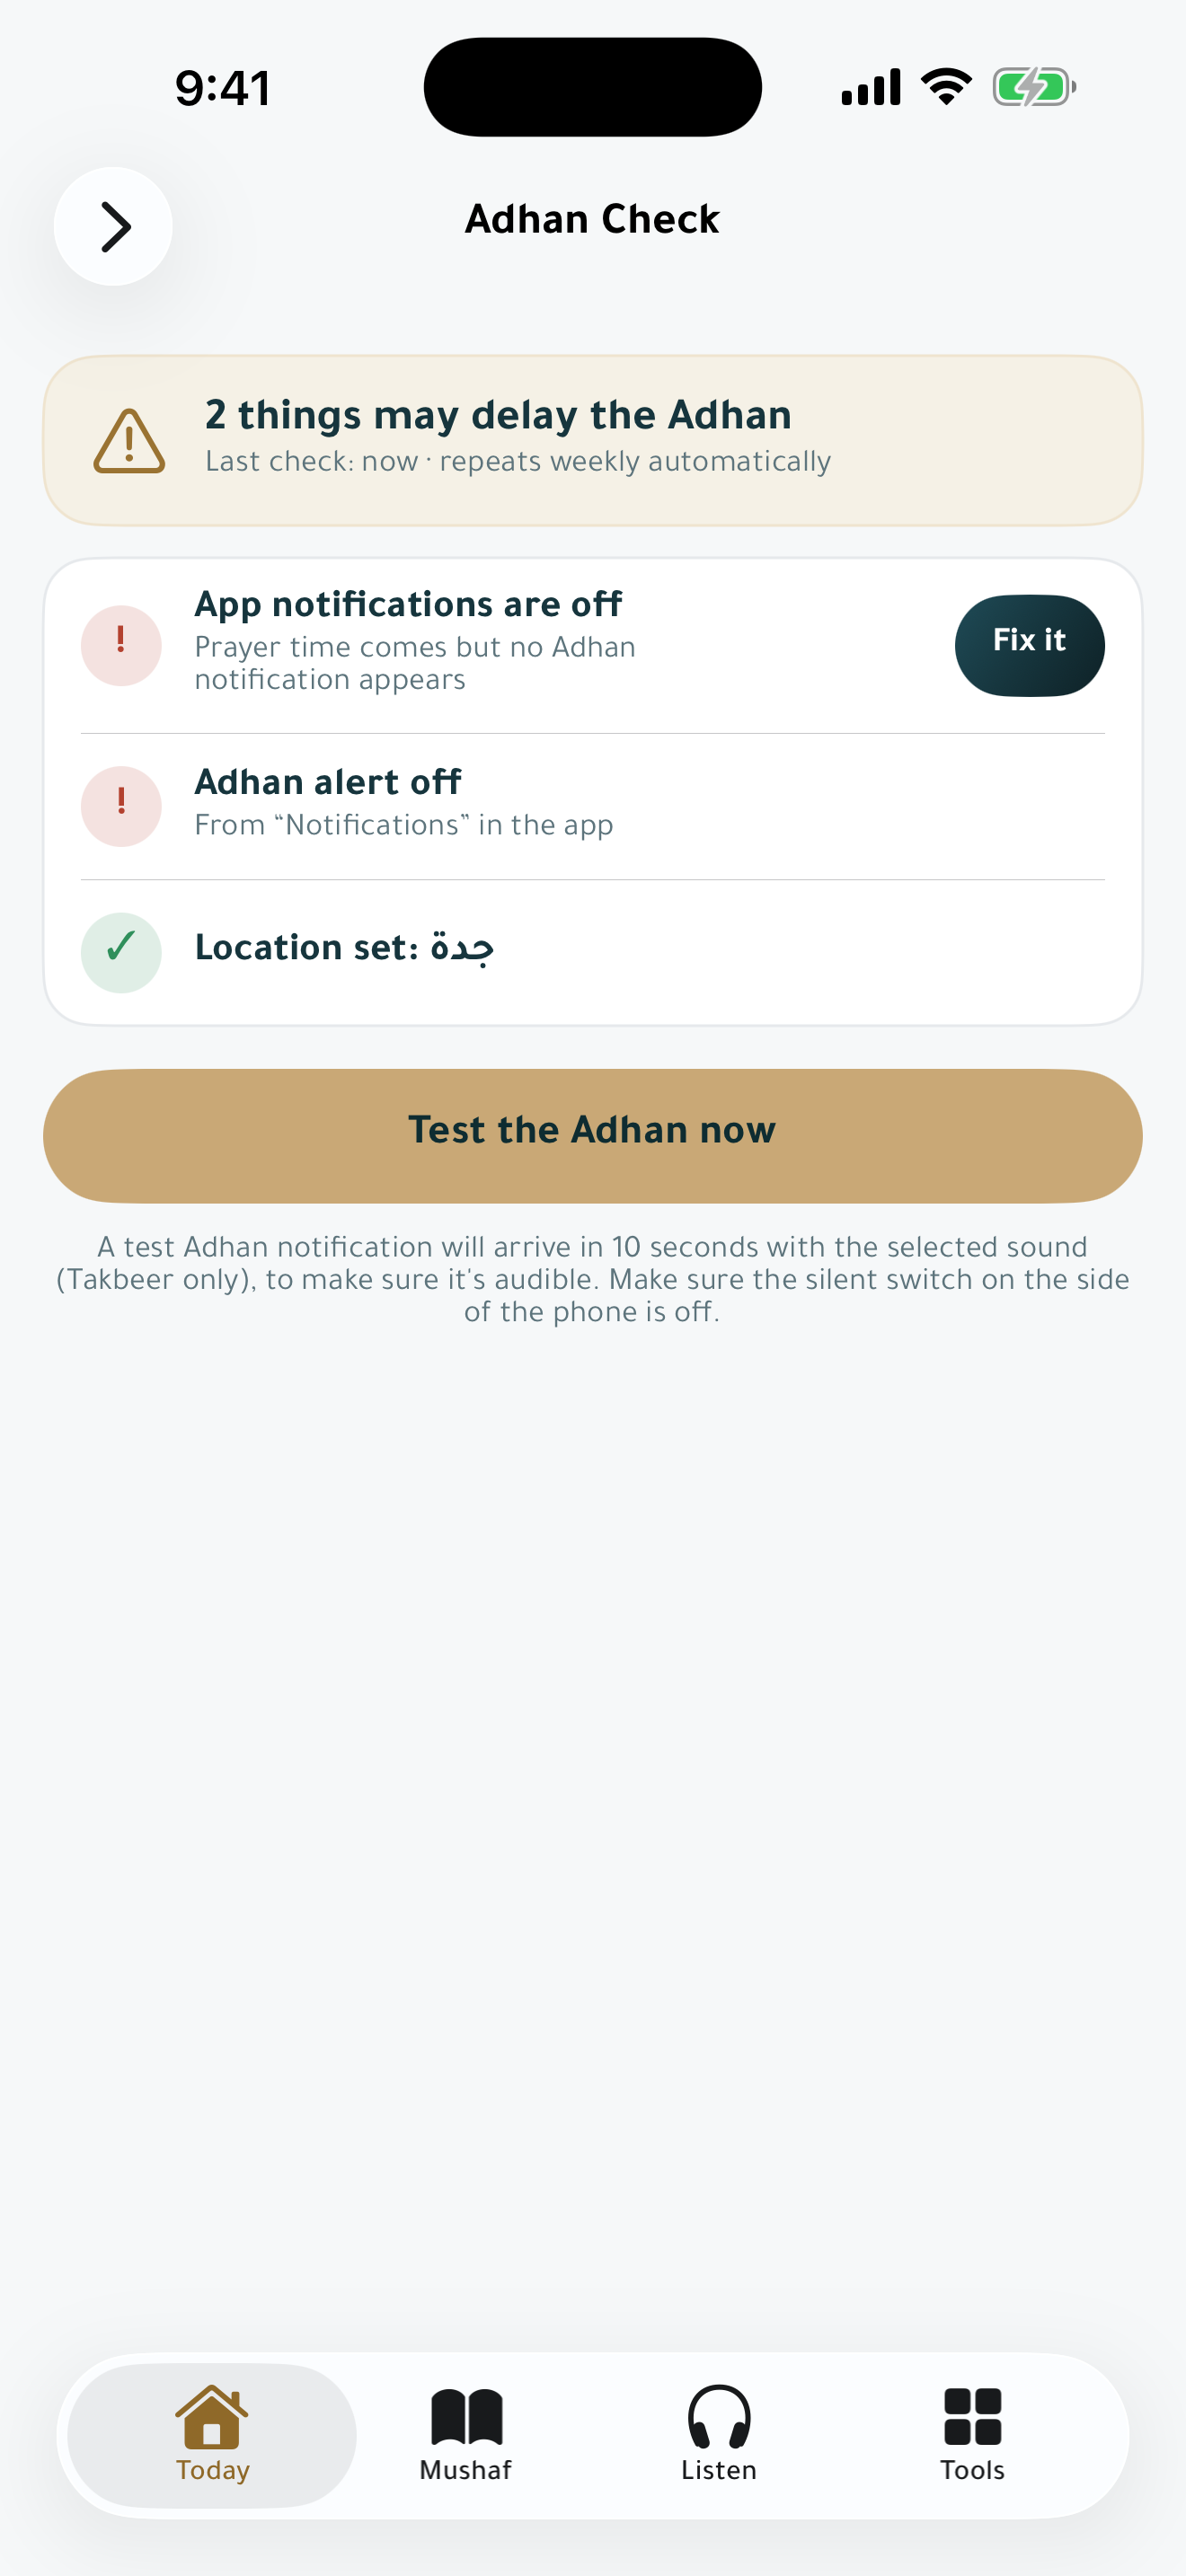 9:41
Adhan Check
2 things may delay the Adhan
Last check: now · repeats weekly automatically
App notifications are off
Prayer time comes but no Adhan
notification appears
Fix it
Adhan alert off
From “Notifications” in the app
Location set: جدة
Test the Adhan now
A test Adhan notification will arrive in 10 seconds with the selected sound
(Takbeer only), to make sure it's audible. Make sure the silent switch on the side
of the phone is off.
Today
Mushaf
Listen
Tools